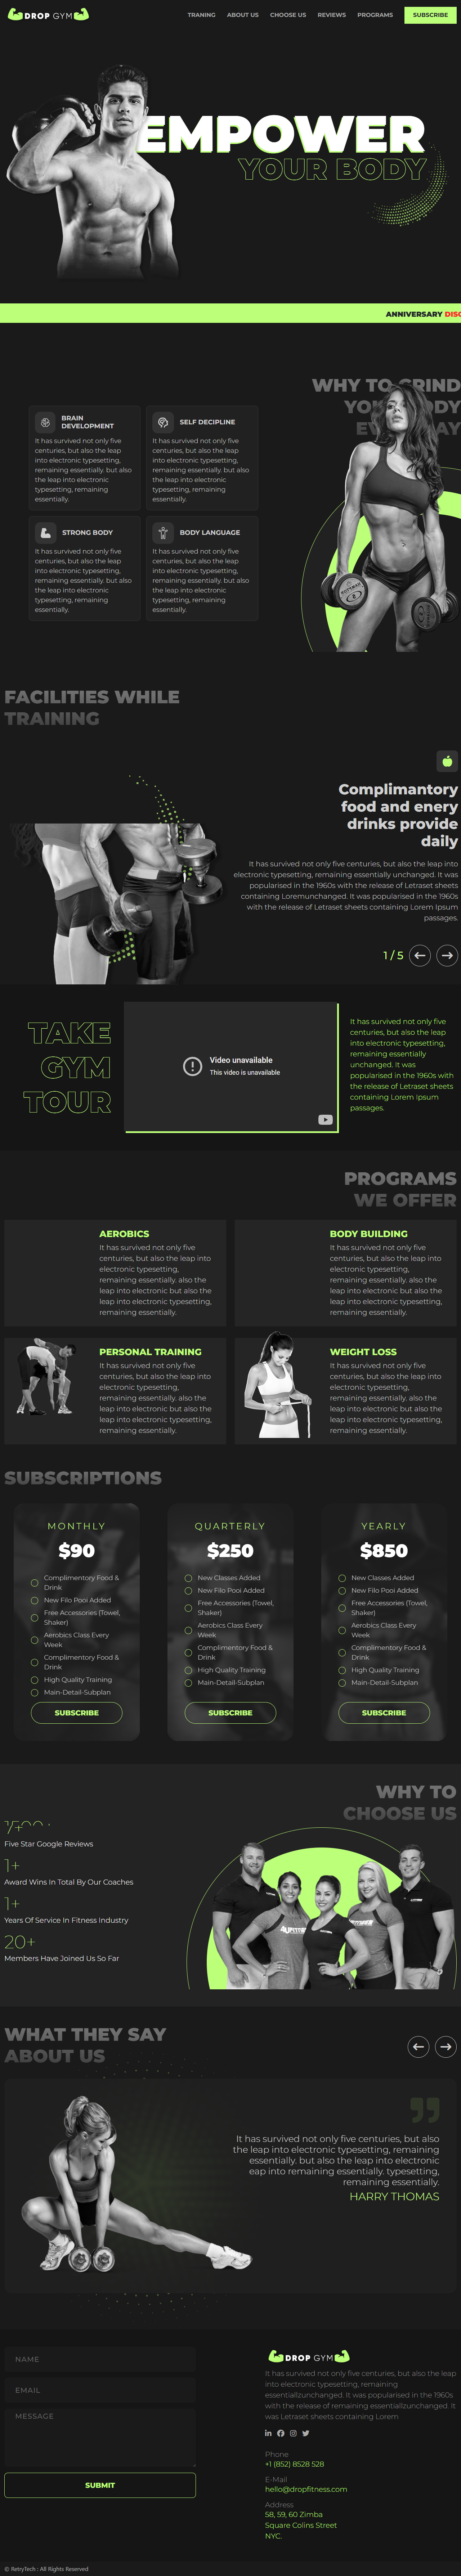 DROP GYM
TRANING
ABOUT US
CHOOSE US
REVIEWS
PROGRAMS
SUBSCRIBE
EMPOWER
YOUR BODY
ANNIVERSARY DISC
WHY TO GRIND
BRAIN
DEVELOPMENT
It has survived not only five
centuries, but also the leap
into electronic typesetting,
remaining essentially. but also
the leap into electronic
typesetting, remaining
essentially.
SELF DECIPLINE
It has survived not only five
centuries, but also the leap
into electronic typesetting,
remaining essentially. but also
the leap into electronic
typesetting, remaining
essentially.
STRONG BODY
It has survived not only five
centuries, but also the leap
into electronic typesetting,
remaining essentially. but also
the leap into electronic
typesetting, remaining
essentially.
BODY LANGUAGE
It has survived not only five
centuries, but also the leap
into electronic typesetting,
remaining essentially. but also
the leap into electronic
typesetting, remaining
essentially.
FACILITIES WHILE
TRAINING
Complimantory
food and enery
drinks provide
daily
It has survived not only five centuries, but also the leap into
electronic typesetting, remaining essentially unchanged. It was
popularised in the 1960s with the release of Letraset sheets
containing Loremunchanged. It was popularised in the 1960s
with the release of Letraset sheets containing Lorem Ipsum
passages.
1 / 5
TAKE
GYM
TOUR
Video unavailable
This video is unavailable
It has survived not only five
centuries, but also the leap
into electronic typesetting,
remaining essentially
unchanged. It was
popularised in the 1960s with
the release of Letraset sheets
containing Lorem Ipsum
passages.
PROGRAMS
WE OFFER
AEROBICS
It has survived not only five
centuries, but also the leap into
electronic typesetting,
remaining essentially. also the
leap into electronic but also the
leap into electronic typesetting,
remaining essentially.
BODY BUILDING
It has survived not only five
centuries, but also the leap into
electronic typesetting,
remaining essentially. also the
leap into electronic but also the
leap into electronic typesetting,
remaining essentially.
PERSONAL TRAINING
It has survived not only five
centuries, but also the leap into
electronic typesetting,
remaining essentially. also the
leap into electronic but also the
leap into electronic typesetting,
remaining essentially.
WEIGHT LOSS
It has survived not only five
centuries, but also the leap into
electronic typesetting,
remaining essentially. also the
leap into electronic but also the
leap into electronic typesetting,
remaining essentially.
SUBSCRIPTIONS
MONTHLY
$90
Complimentory Food &
Drink
New Filo Pooi Added
Free Accessories (Towel,
Shaker)
Aerobics Class Every
Week
Complimentory Food &
Drink
High Quality Training
Main-Detail-Subplan
SUBSCRIBE
QUARTERLY
$250
New Classes Added
New Filo Pooi Added
Free Accessories (Towel,
Shaker)
Aerobics Class Every
Week
Complimentory Food &
Drink
High Quality Training
Main-Detail-Subplan
SUBSCRIBE
YEARLY
$850
New Classes Added
New Filo Pooi Added
Free Accessories (Towel,
Shaker)
Aerobics Class Every
Week
Complimentory Food &
Drink
High Quality Training
Main-Detail-Subplan
SUBSCRIBE
WHY TO
CHOOSE US
Five Star Google Reviews
1+
Award Wins In Total By Our Coaches
1+
Years Of Service In Fitness Industry
20+
Members Have Joined Us So Far
WHAT THEY SAY
ABOUT US
It has survived not only five centuries, but also
the leap into electronic typesetting, remaining
essentially. but also the leap into electronic
eap into remaining essentially. typesetting,
remaining essentially.
HARRY THOMAS
NAME
EMAIL
MESSAGE
SUBMIT
DROP GYM
It has survived not only five centuries, but also the leap
into electronic typesetting, remaining
essentiallzunchanged. It was popularised in the 1960s
with the release of remaining essentiallzunchanged. It
was Letraset sheets containing Lorem
Phone
+1 (852) 8528 528
E-Mail
hello@dropfitness.com
Address
58, 59, 60 Zimba
Square Colins Street
NYC.
© RetryTech : All Rights Reserved